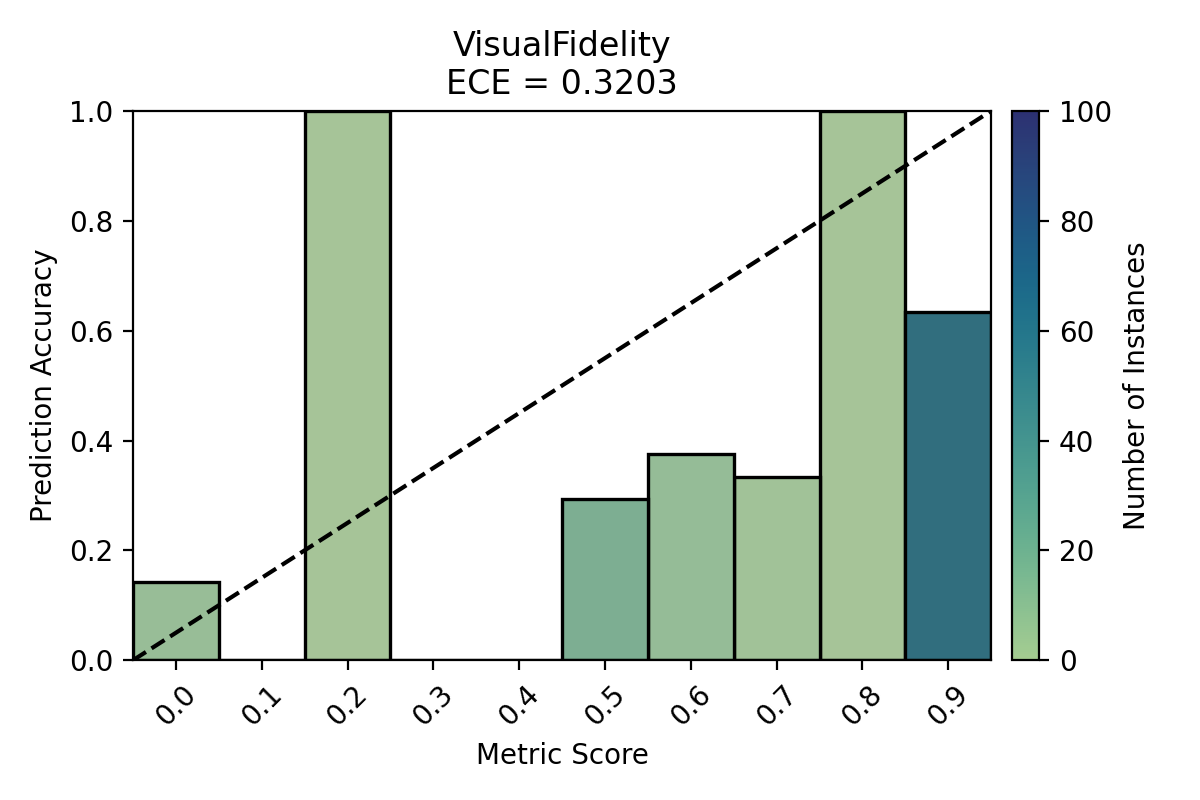 VisualFidelity
ECE = 0.3203
Prediction Accuracy
1.0
0.8
0.6
0.4
0.2
0.0
0.0 0.1 0.2 0.3 0.4 0.5 0.6 0.7 0.8 0.9
Metric Score
100
80
60
40
20
0
Number of Instances